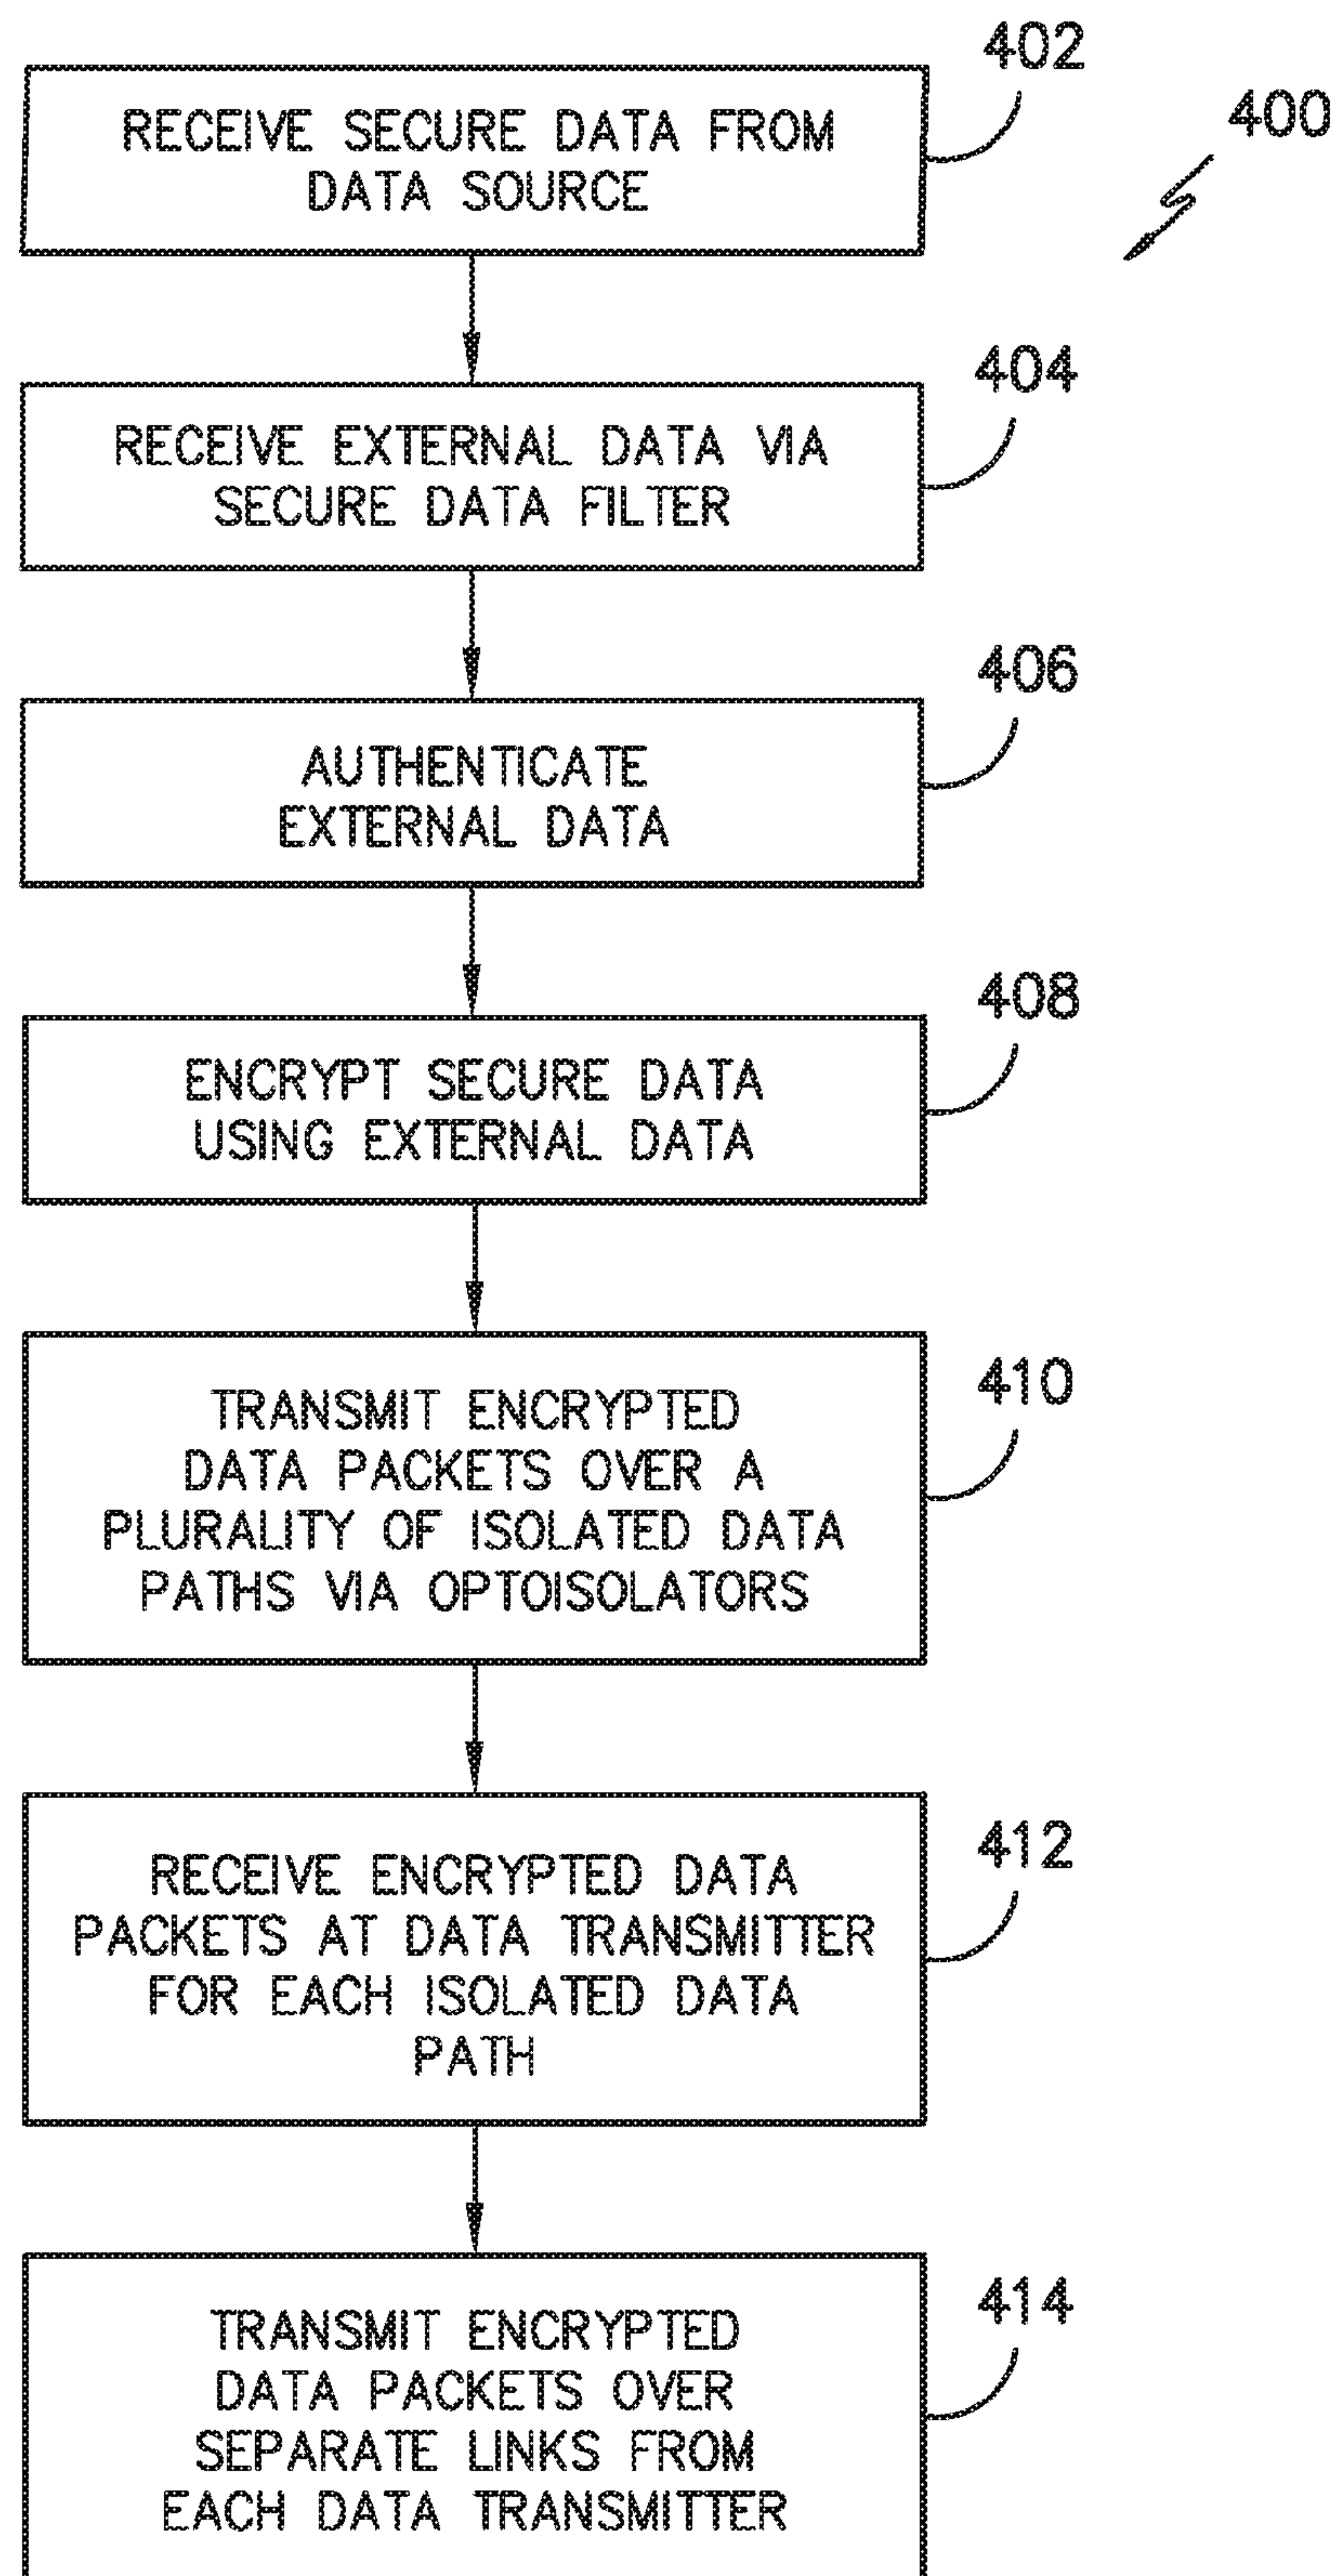 402
400
RECEIVE SECURE DATA FROM
DATA SOURCE
404
RECEIVE EXTERNAL DATA VIA
SECURE DATA FILTER
406
AUTHENTICATE
EXTERNAL DATA
408
ENCRYPT SECURE DATA
USING EXTERNAL DATA
410
TRANSMIT ENCRYPTED
DATA PACKETS OVER A
PLURALITY OF ISOLATED DATA
PATHS VIA OPTOISOLATORS
412
RECEIVE ENCRYPTED DATA
PACKETS AT DATA TRANSMITTER
FOR EACH ISOLATED DATA
PATH
414
TRANSMIT ENCRYPTED
DATA PACKETS OVER
SEPARATE LINKS FROM
EACH DATA TRANSMITTER